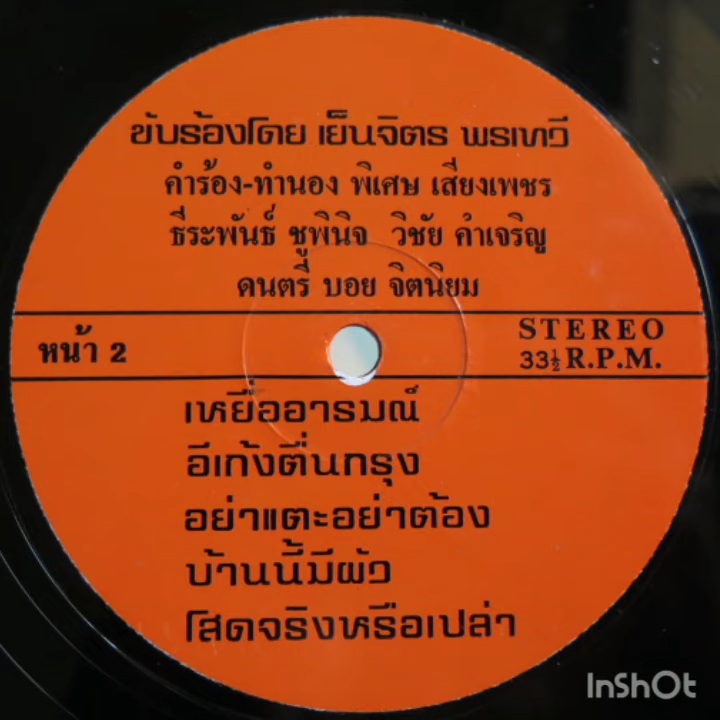 ขับร้องโดย เย็นจิตร พรเทวี
คำร้อง-ทำนอง พิเศษ เสียงเพชร
ธีระพันธ์ ชูพินิจ วิชัย คำเจริญ
ดนตรี บอย จิตนิยม
หน้า 2
STEREO
33½ R.P.M.
เหยื่ออารมณ์
อีเก้งตื่นกรุง
อย่าแตะอย่าต้อง
บ้านนี้มีผัว
โสดจริงหรือเปล่า
InShOt